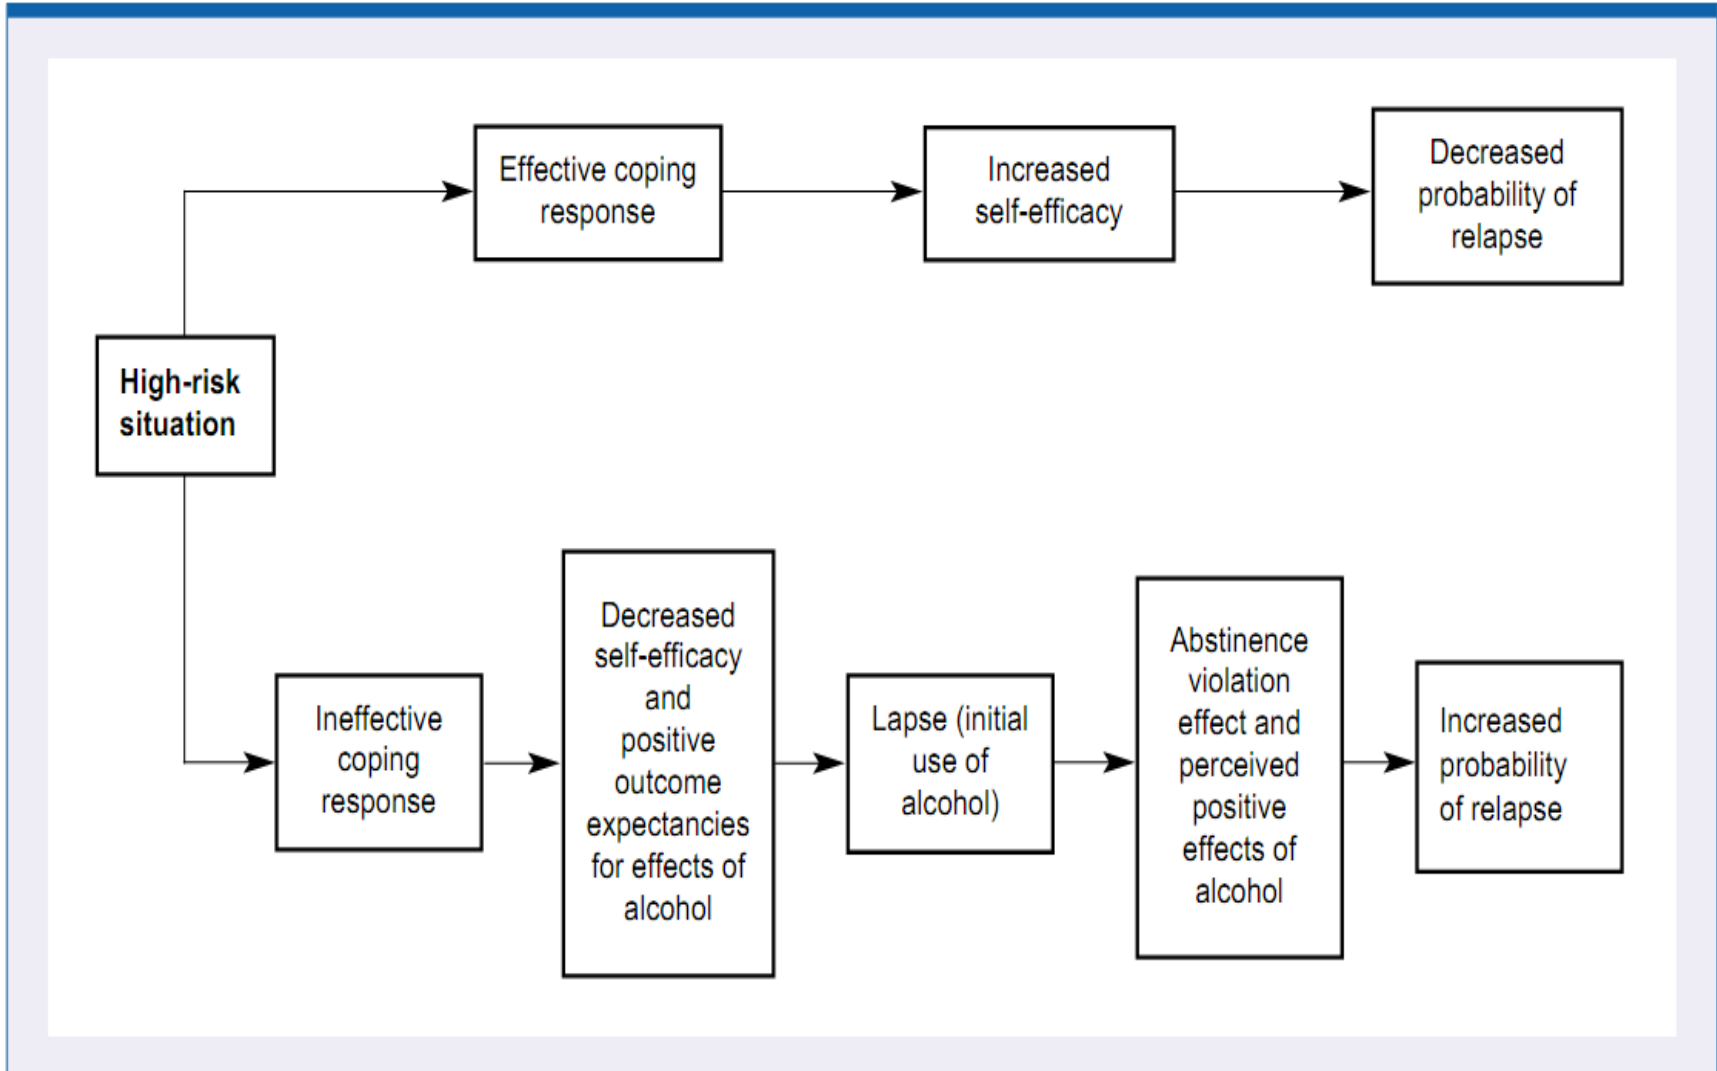 Effective coping
response
Increased
self-efficacy
Decreased
probability of
relapse
High-risk
situation
Ineffective
coping
response
Decreased
self-efficacy
and
positive
outcome
expectancies
for effects of
alcohol
Lapse (initial
use of
alcohol)
Abstinence
violation
effect and
perceived
positive
effects of
alcohol
Increased
probability
of relapse